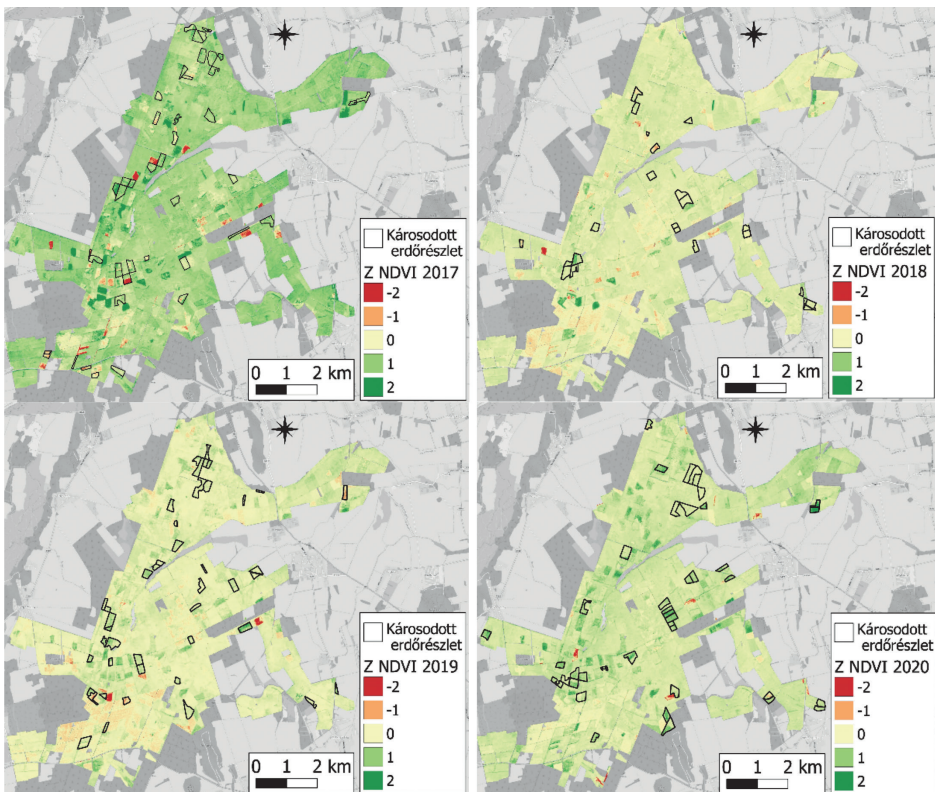 Károsodott
erdőrészlet
Z NDVI 2017
-2
-1
0
1
2
0 1 2 km
Károsodott
erdőrészlet
Z NDVI 2018
-2
-1
0
1
2
0 1 2 km
Károsodott
erdőrészlet
Z NDVI 2019
-2
-1
0
1
2
0 1 2 km
Károsodott
erdőrészlet
Z NDVI 2020
-2
-1
0
1
2
0 1 2 km